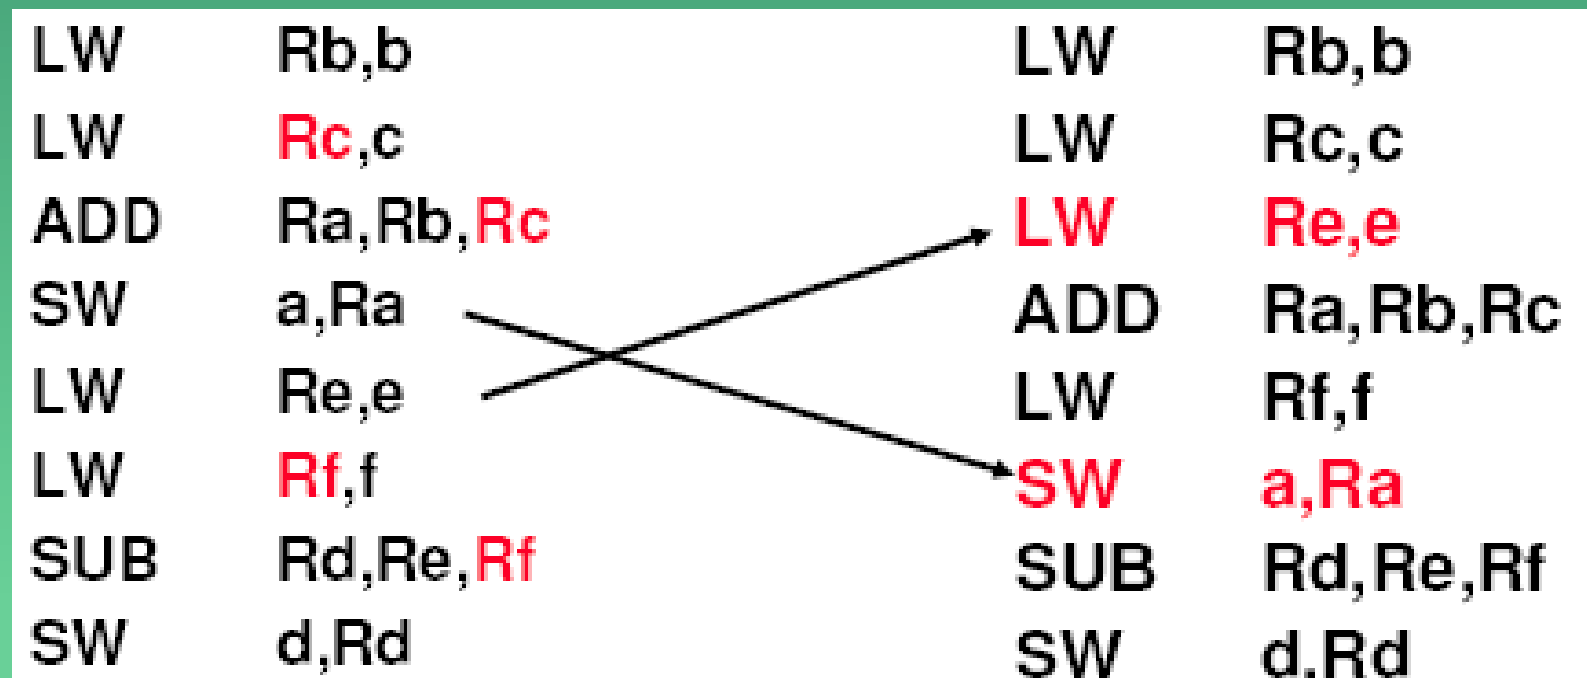 LW Rb,b
LW Rc,c
ADD Ra,Rb,Rc
SW a,Ra
LW Re,e
LW Rf,f
SUB Rd,Re,Rf
SW d,Rd
LW Rb,b
LW Rc,c
LW Re,e
ADD Ra,Rb,Rc
LW Rf,f
SW a,Ra
SUB Rd,Re,Rf
SW d.Rd